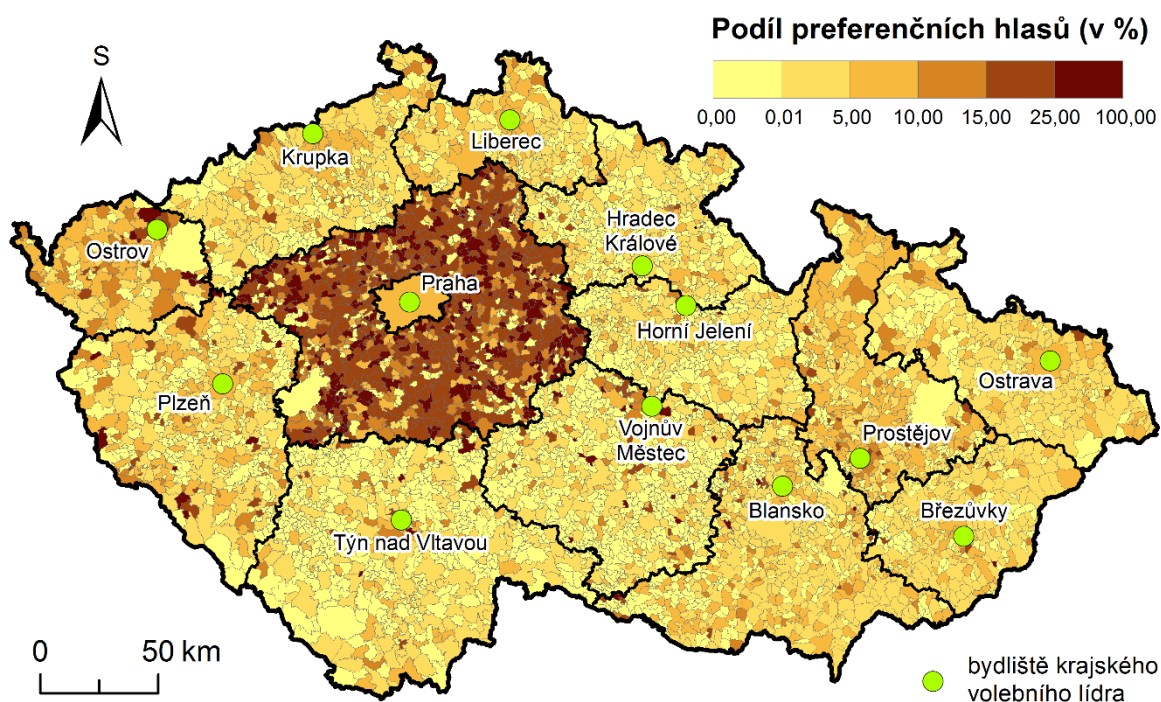 Podíl preferenčních hlasů (v %)
0,00 0,01 5,00 10,00 15,00 25,00 100,00
S
Liberec
Krupka
Hradec
Králové
Ostrov
Praha
Horní Jelení
Ostrava
Plzeň
Vojnův
Městec
Prostějov
Blansko
Březůvky
Týn nad Vltavou
0 50 km
bydliště krajského
volebního lídra